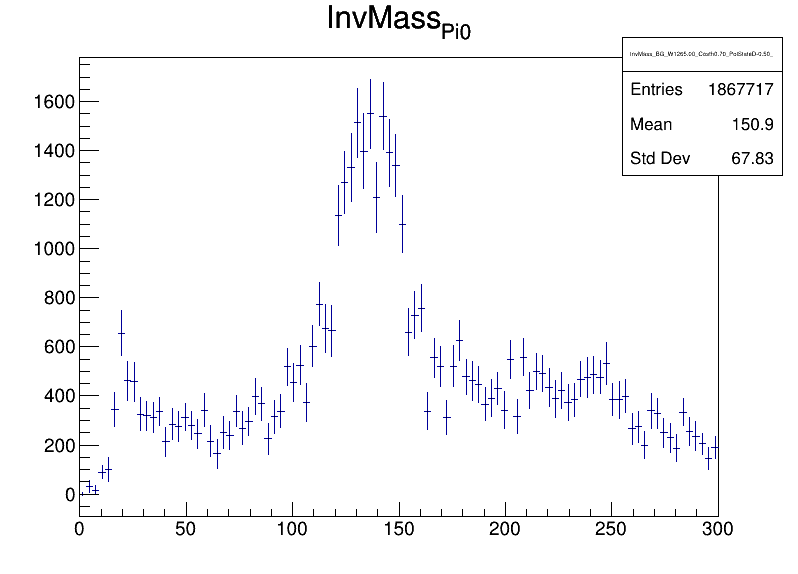 InvMass_Pi0
InvMass_BG_W1265.00_Costh0.70_PolStateD-0.50_
Entries 1867717
Mean 150.9
Std Dev 67.83
1600
1400
1200
1000
800
600
400
200
0
0 50 100 150 200 250 300